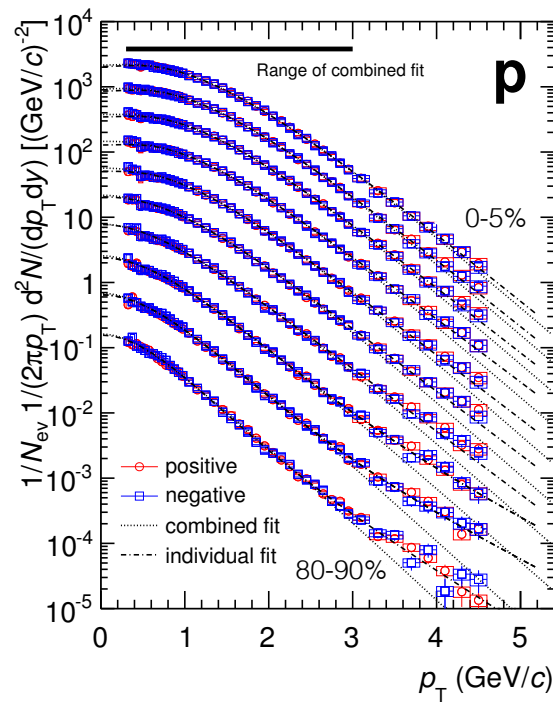 1/N_ev 1/(2πp_T) d²N/(dp_Tdy) [(GeV/c)⁻²]
10⁴
10³
10²
10
1
10⁻¹
10⁻²
10⁻³
10⁻⁴
10⁻⁵
Range of combined fit
p
0-5%
positive
negative
combined fit
individual fit
80-90%
0 1 2 3 4 5
p_T (GeV/c)